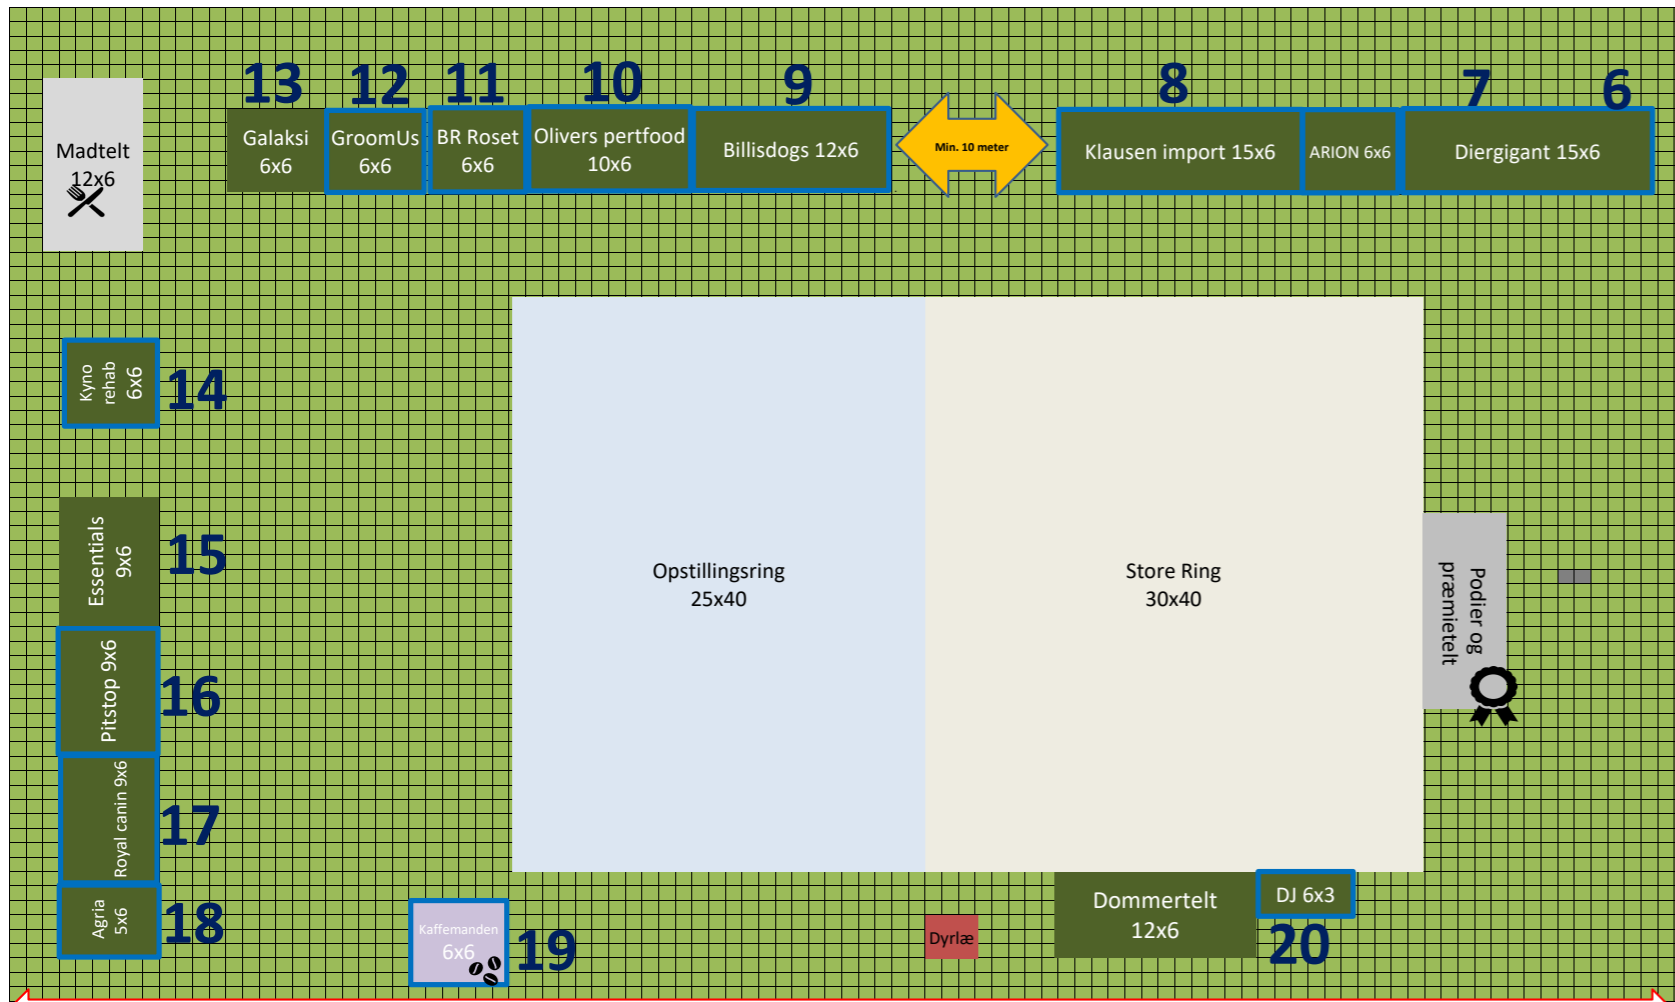 13
12
11
10
9
8
7
6
Madtelt
12x6
Galaksi
6x6
GroomUs
6x6
BR Roset
6x6
Olivers pertfood
10x6
Billisdogs 12x6
Min. 10 meter
Klausen import 15x6
ARION 6x6
Diergigant 15x6
Kyno
rehab
6x6
14
Essentials
9x6
15
Pitstop 9x6
16
Royal canin 9x6
17
Agria
5x6
18
Opstillingsring
25x40
Store Ring
30x40
Podier og
præmietelt
Kaffemanden
6x6
19
Dyrlæ
Dommertelt
12x6
DJ 6x3
20